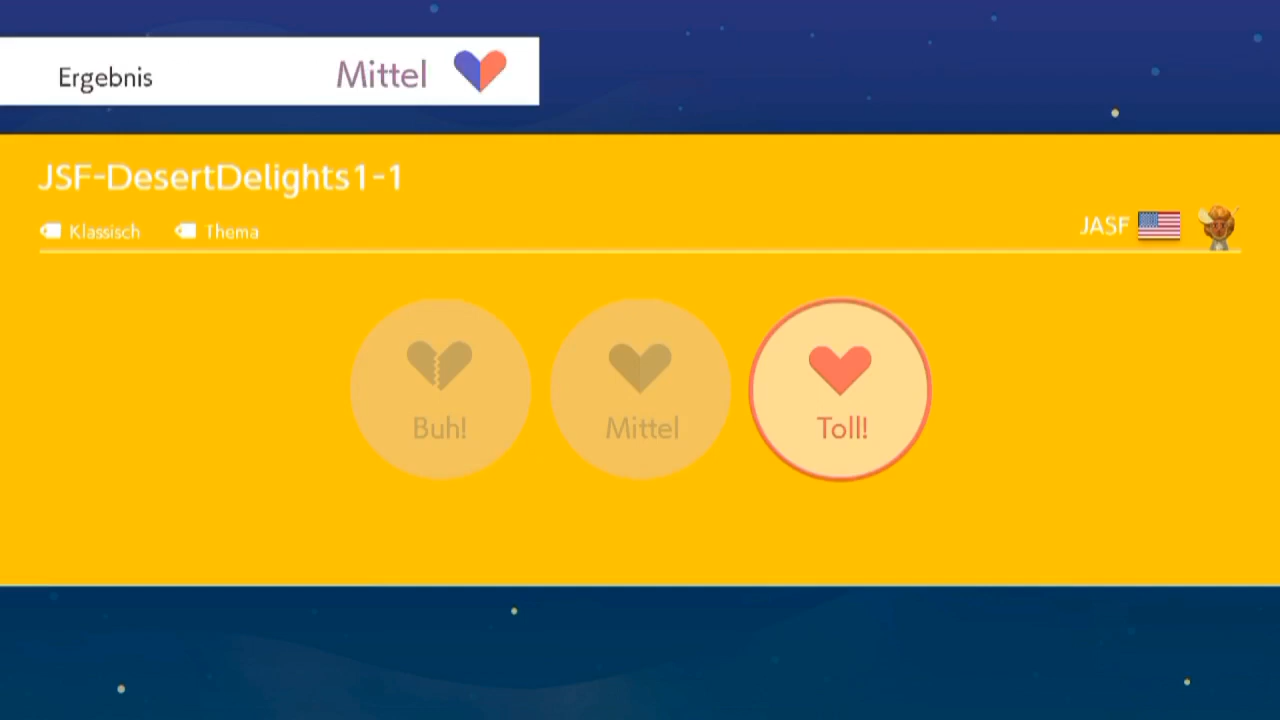 Ergebnis Mittel
JSF-DesertDelights1-1
Klassisch Thema JASF
Buh! Mittel Toll!